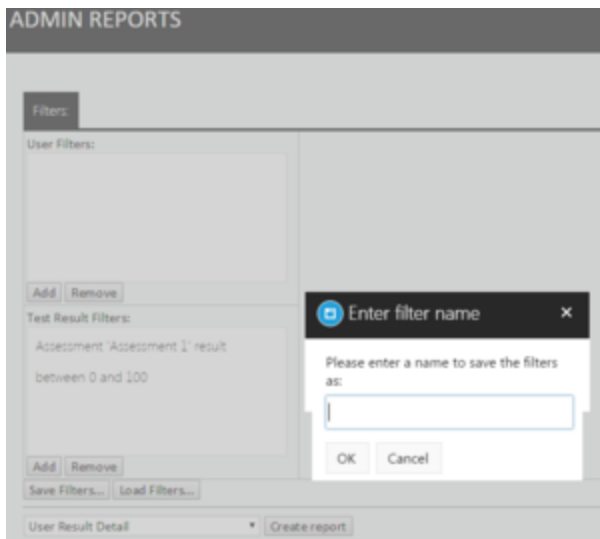 ADMIN REPORTS
Filters:
User Filters:
Add Remove
Test Result Filters:
Assessment 'Assessment 1' result
between 0 and 100
Add Remove
Save Filters... Load Filters...
User Result Detail Create report
Enter filter name ×
Please enter a name to save the filters
as:
OK Cancel